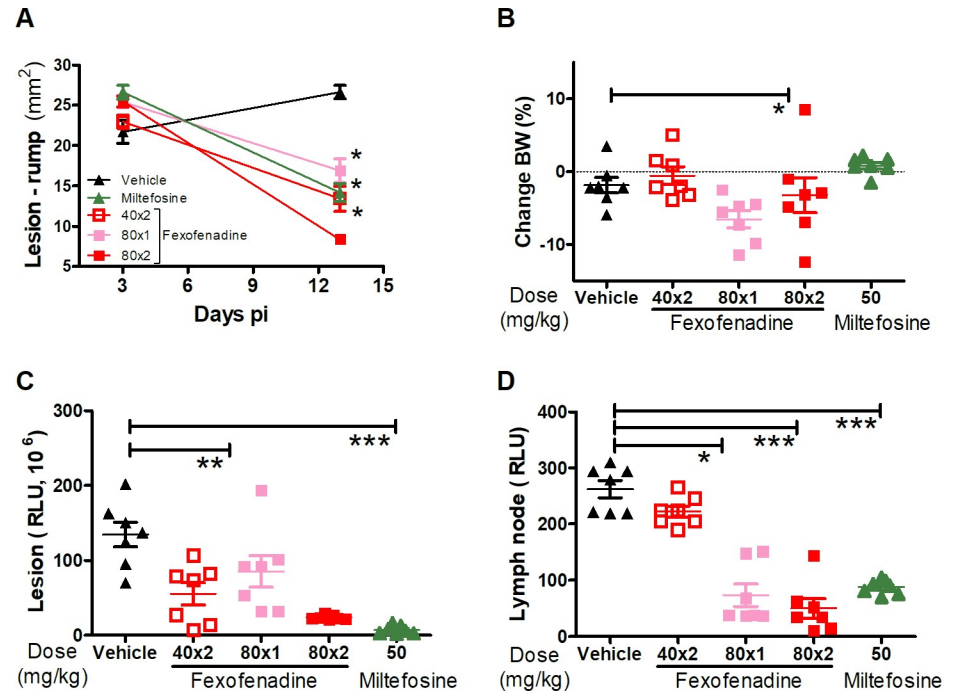 A
Lesion - rump (mm2)
30
25
20
15
10
5
Vehicle
Miltefosine
40x2
80x1
80x2
Fexofenadine
*
*
*
3 6 9 12 15
Days pi
B
Change BW (%)
10
0
-10
*
Dose
(mg/kg)
Vehicle 40x2 80x1 80x2 50
Fexofenadine Miltefosine
C
Lesion ( RLU, 10 6)
300
200
100
0
***
**
Dose
(mg/kg)
Vehicle 40x2 80x1 80x2 50
Fexofenadine Miltefosine
D
Lymph node ( RLU)
400
300
200
100
0
***
***
*
Dose
(mg/kg)
Vehicle 40x2 80x1 80x2 50
Fexofenadine Miltefosine